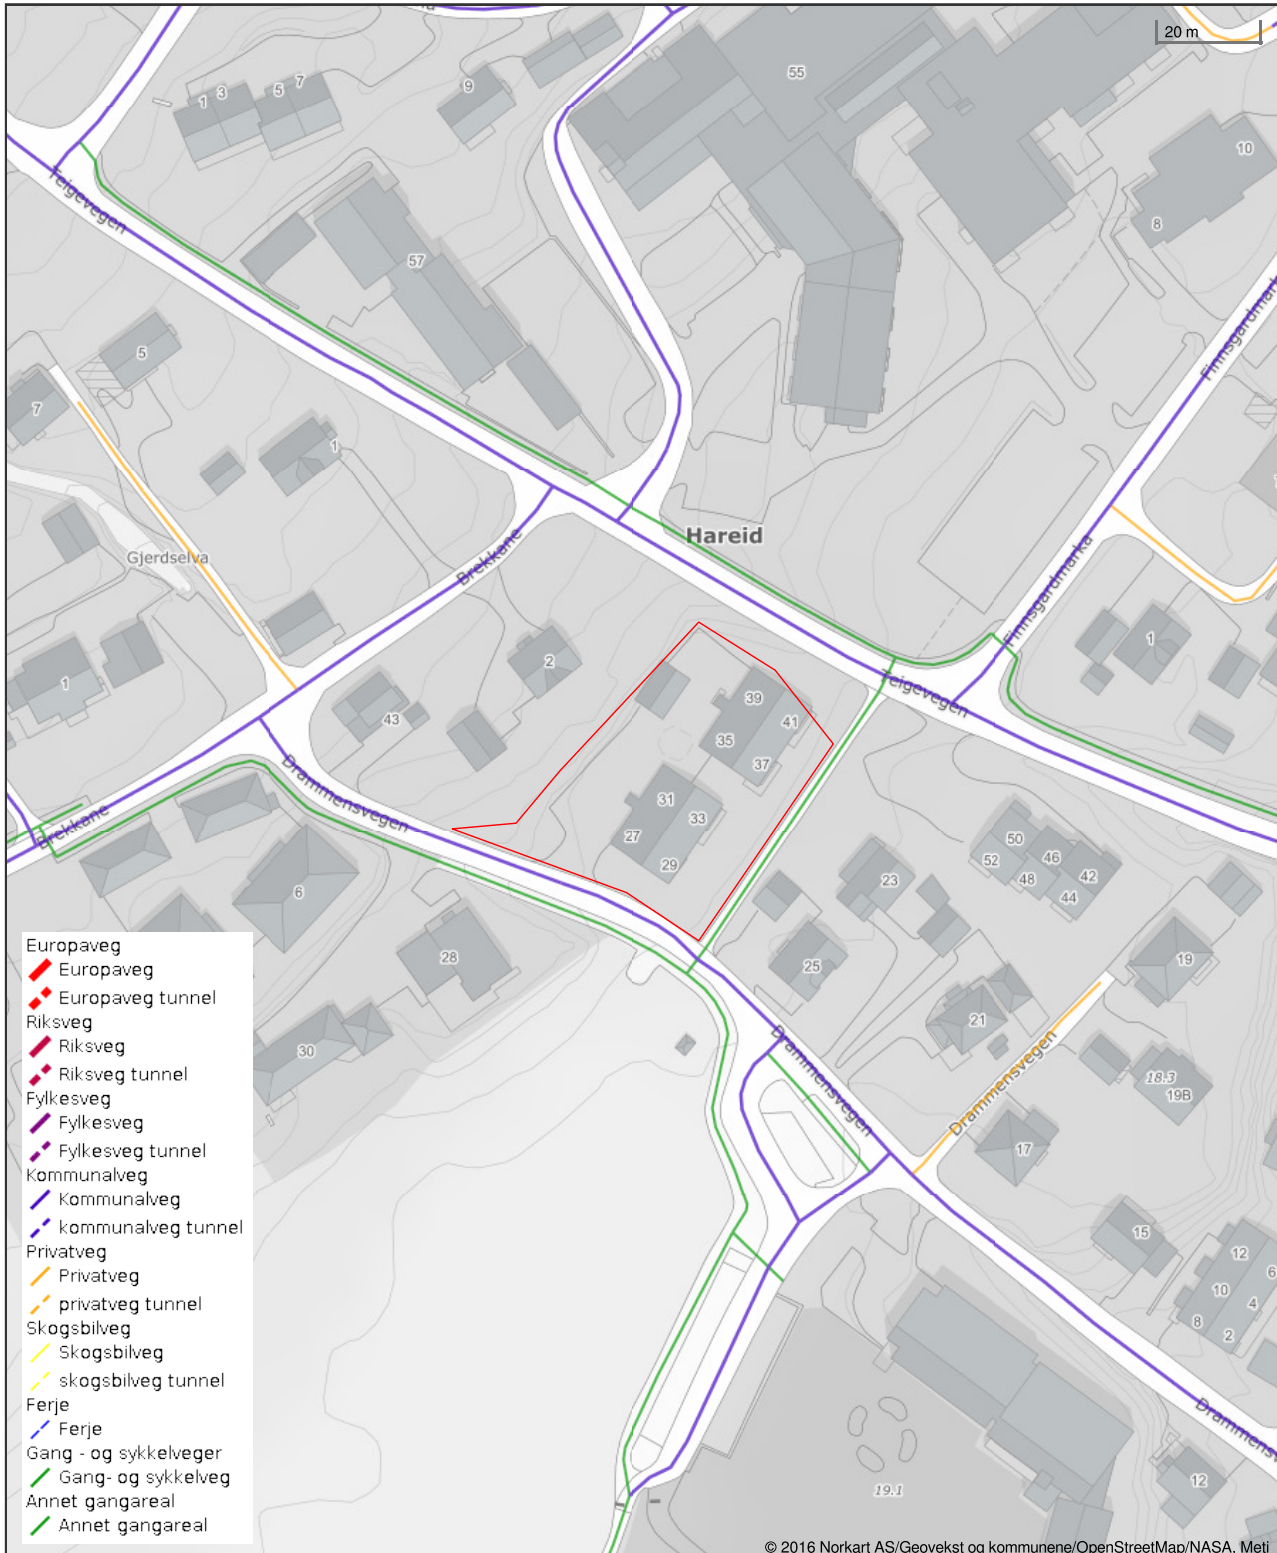 20 m
55
9
7
5
3
1
10
8
Teigevegen
57
Finnsgardmark
5
7
1
Hareid
Gjerdselva
Brekkane
Finnsgardmarka
1
2
1
43
39
41
35
37
Teigevegen
Drammensvegen
31
33
27
29
Brekkane
50
52
46
48
42
44
23
6
28
25
19
21
30
Drammensvegen
Drammensvegen
18.3
19B
17
15
12
10
6
4
8
2
Drammensv
12
19.1
Europaveg
Europaveg
Europaveg tunnel
Riksveg
Riksveg
Riksveg tunnel
Fylkesveg
Fylkesveg
Fylkesveg tunnel
Kommunalveg
Kommunalveg
kommunalveg tunnel
Privatveg
Privatveg
privatveg tunnel
Skogsbilveg
Skogsbilveg
skogsbilveg tunnel
Ferje
Ferje
Gang - og sykkelveger
Gang- og sykkelveg
Annet gangareal
Annet gangareal
© 2016 Norkart AS/Geovekst og kommunene/OpenStreetMap/NASA, Meti